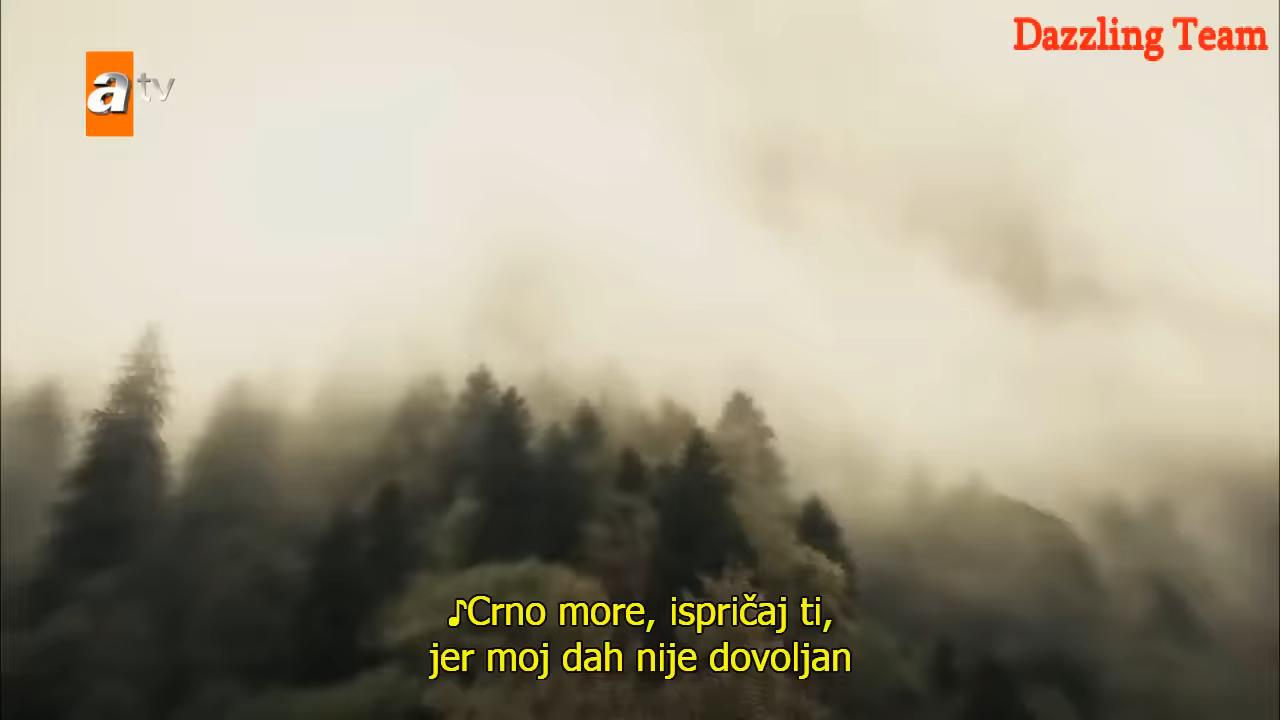 Dazzling Team
atv
♪Crno more, ispričaj ti,
jer moj dah nije dovoljan